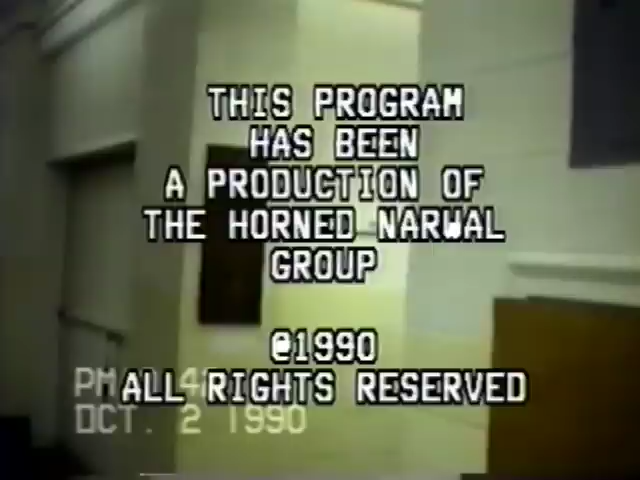 THIS PROGRAM
HAS BEEN
A PRODUCTION OF
THE HORNED NARWAL
GROUP
@1990
ALL RIGHTS RESERVED
PM
OCT. 2 1990